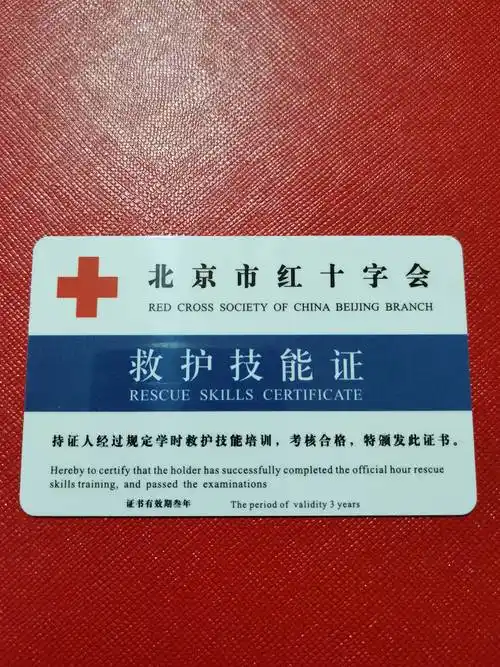 北京市红十字会
RED CROSS SOCIETY OF CHINA BEIJING BRANCH
救护技能证
RESCUE SKILLS CERTIFICATE
持证人经过规定学时救护技能培训，考核合格，特颁发此证书。
Hereby to certify that the holder has successfully completed the official hour rescue
skills training, and passed the examinations
证书有效期叁年 The period of validity 3 years